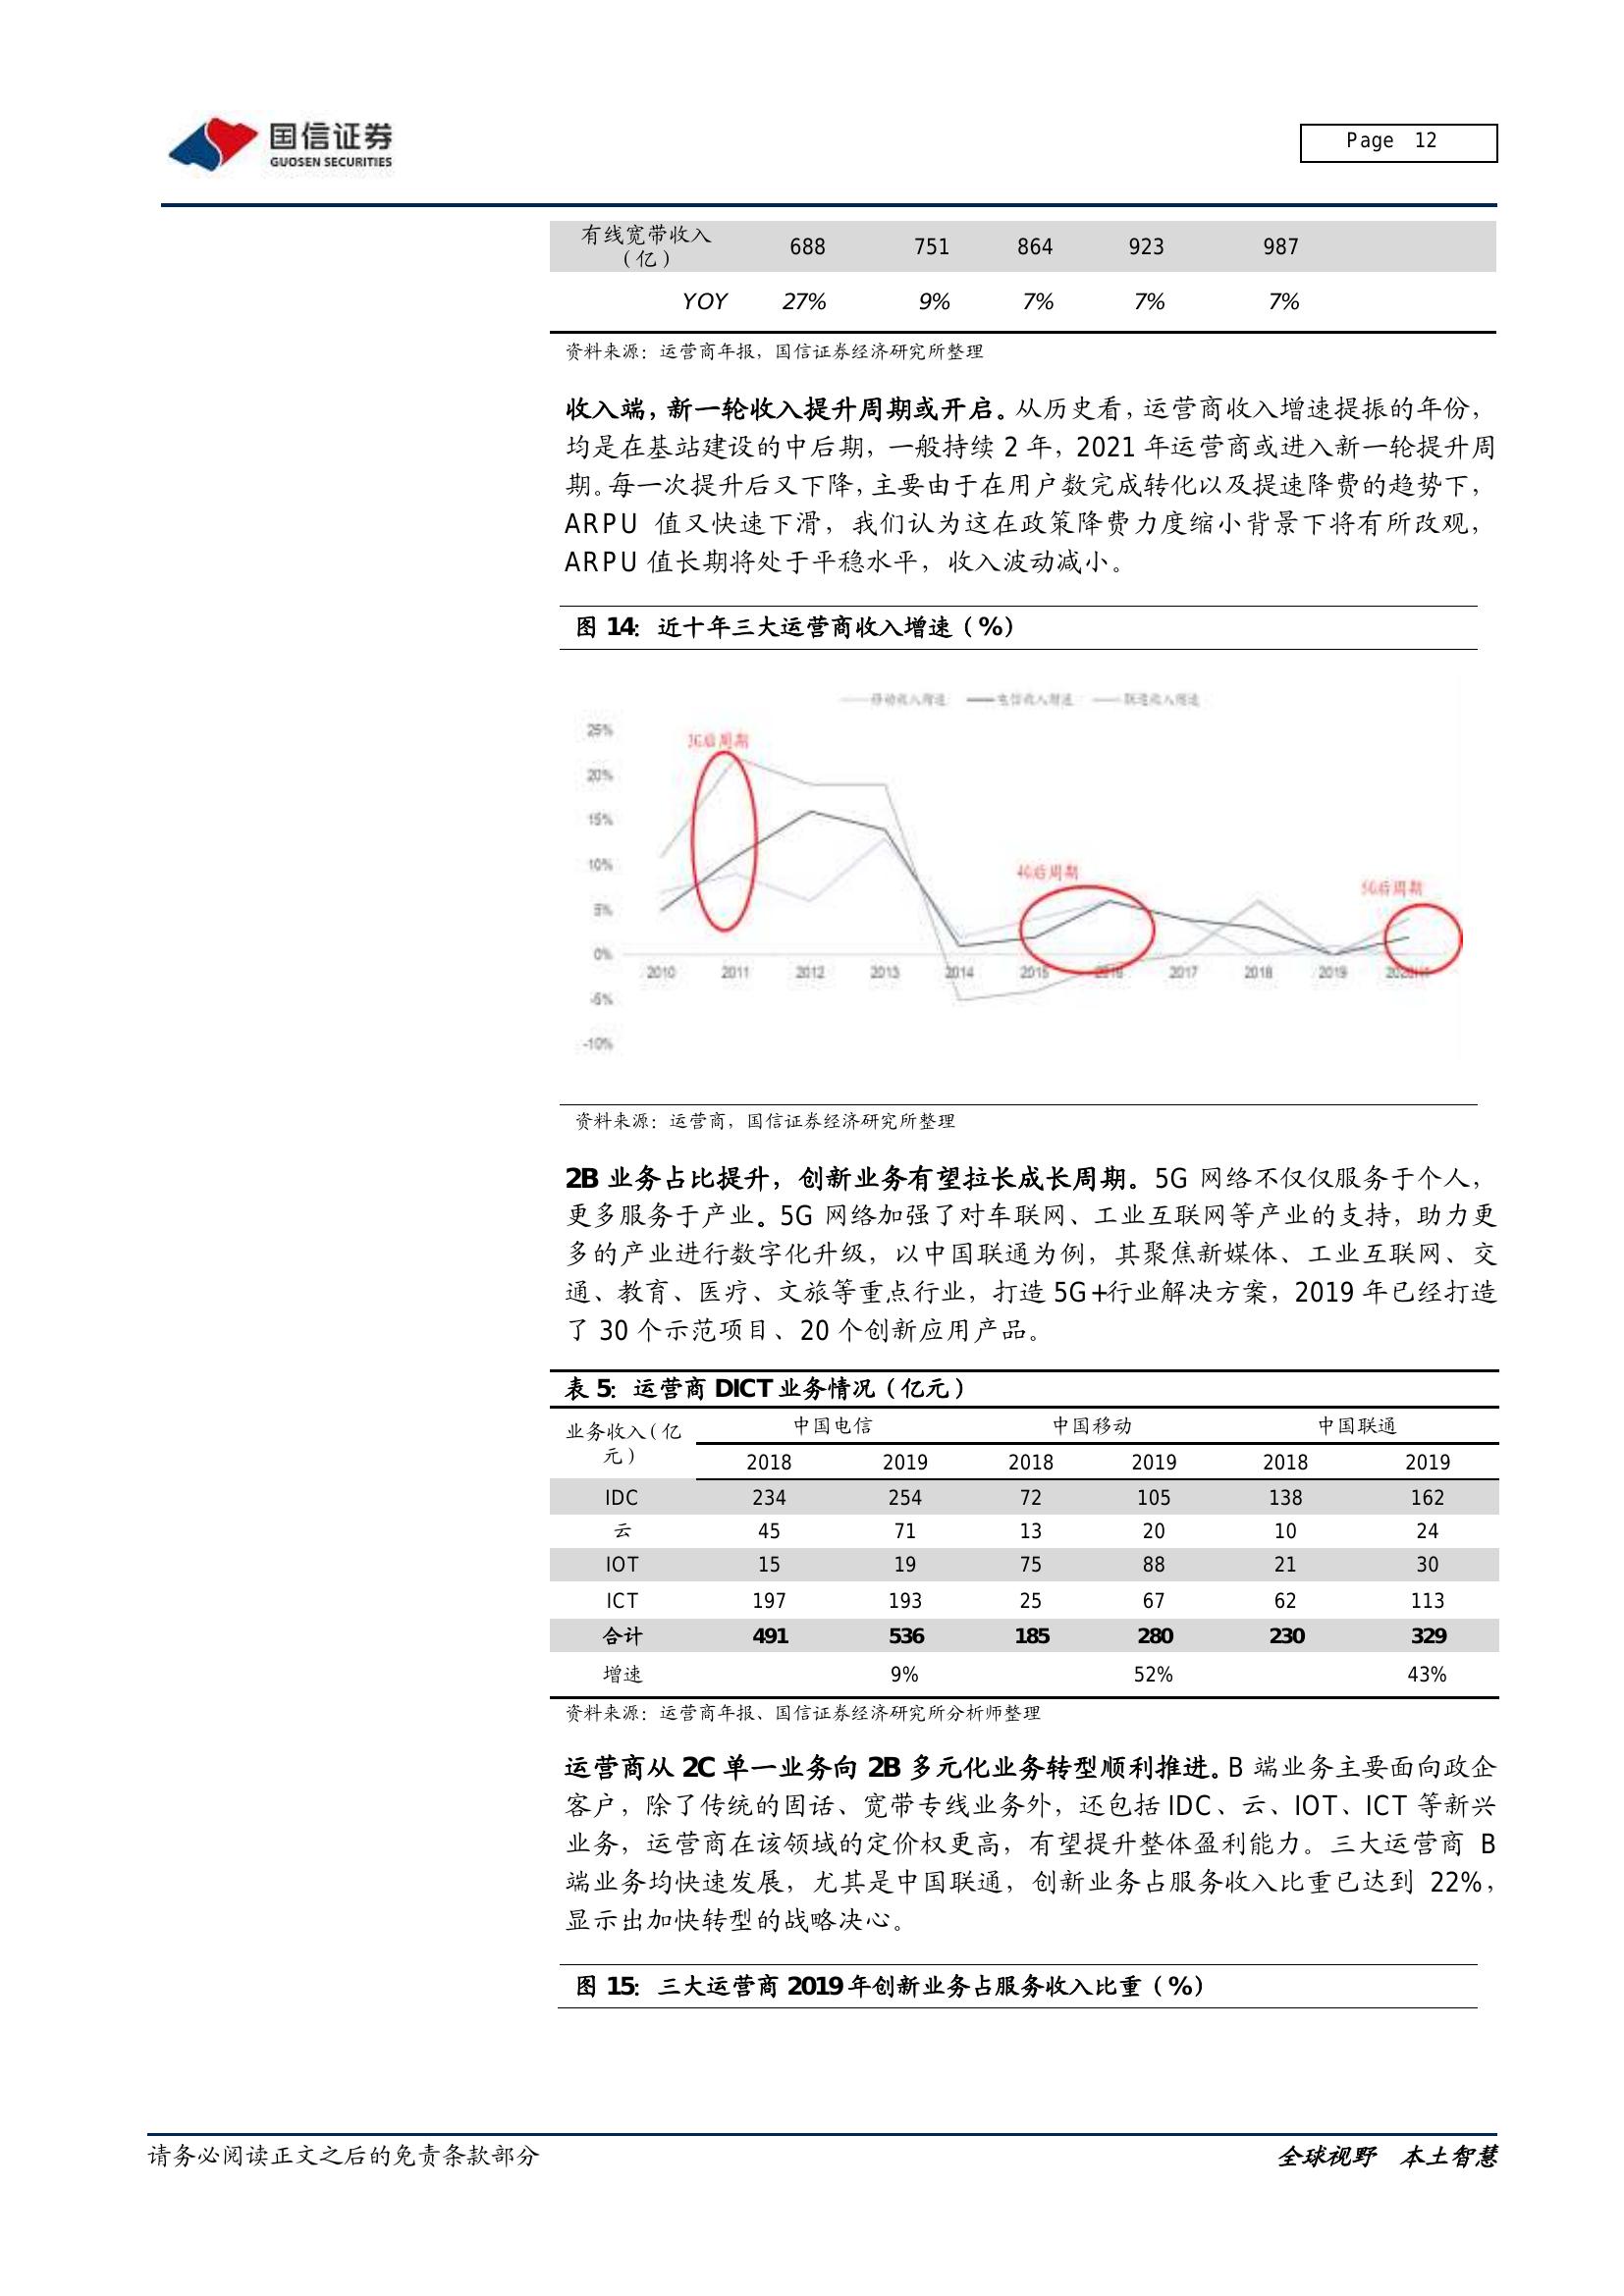 国信证券
GUOSEN SECURITIES
Page 12
有线宽带收入
(亿) 688 751 864 923 987
YOY 27% 9% 7% 7% 7%
资料来源：运营商年报，国信证券经济研究所整理
收入端，新一轮收入提升周期或开启。从历史看，运营商收入增速提振的年份，
均是在基站建设的中后期，一般持续 2 年，2021 年运营商或进入新一轮提升周
期。每一次提升后又下降，主要由于在用户数完成转化以及提速降费的趋势下，
ARPU 值又快速下滑，我们认为这在政策降费力度缩小背景下将有所改观，
ARPU 值长期将处于平稳水平，收入波动减小。
图 14：近十年三大运营商收入增速（%）
移动收入增速 电信收入增速 联通收入增速
25%
3G后周期
20%
15%
10%
4G后周期
5G后周期
5%
0%
2010 2011 2012 2013 2014 2015 2016 2017 2018 2019
-5%
-10%
资料来源：运营商，国信证券经济研究所整理
2B 业务占比提升，创新业务有望拉长成长周期。5G 网络不仅仅服务于个人，
更多服务于产业。5G 网络加强了对车联网、工业互联网等产业的支持，助力更
多的产业进行数字化升级，以中国联通为例，其聚焦新媒体、工业互联网、交
通、教育、医疗、文旅等重点行业，打造 5G+行业解决方案，2019 年已经打造
了 30 个示范项目、20 个创新应用产品。
表 5：运营商 DICT 业务情况（亿元）
业务收入（亿元） 中国电信 中国移动 中国联通
2018 2019 2018 2019 2018 2019
IDC 234 254 72 105 138 162
云 45 71 13 20 10 24
IOT 15 19 75 88 21 30
ICT 197 193 25 67 62 113
合计 491 536 185 280 230 329
增速 9% 52% 43%
资料来源：运营商年报、国信证券经济研究所分析师整理
运营商从 2C 单一业务向 2B 多元化业务转型顺利推进。B 端业务主要面向政企
客户，除了传统的固话、宽带专线业务外，还包括 IDC、云、IOT、ICT 等新兴
业务，运营商在该领域的定价权更高，有望提升整体盈利能力。三大运营商 B
端业务均快速发展，尤其是中国联通，创新业务占服务收入比重已达到 22%，
显示出加快转型的战略决心。
图 15：三大运营商 2019 年创新业务占服务收入比重（%）
请务必阅读正文之后的免责条款部分
全球视野 本土智慧